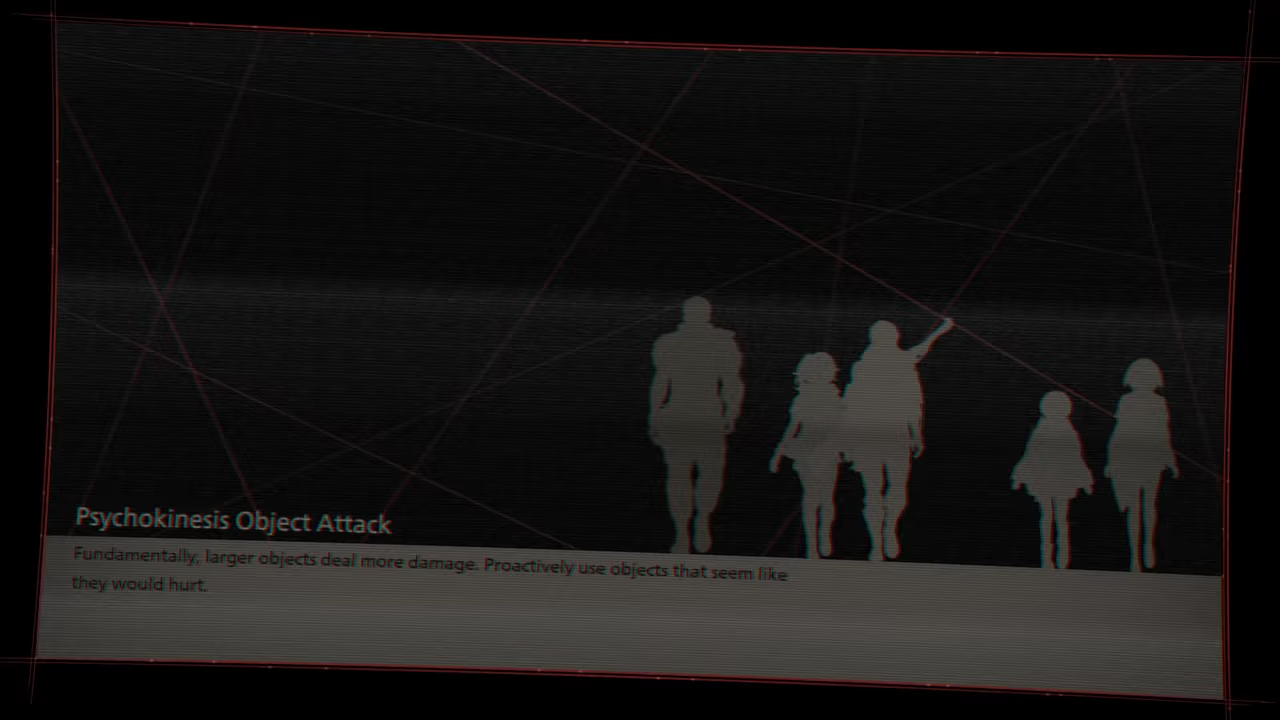 Psychokinesis Object Attack
Fundamentally, larger objects deal more damage. Proactively use objects that seem like
they would hurt.